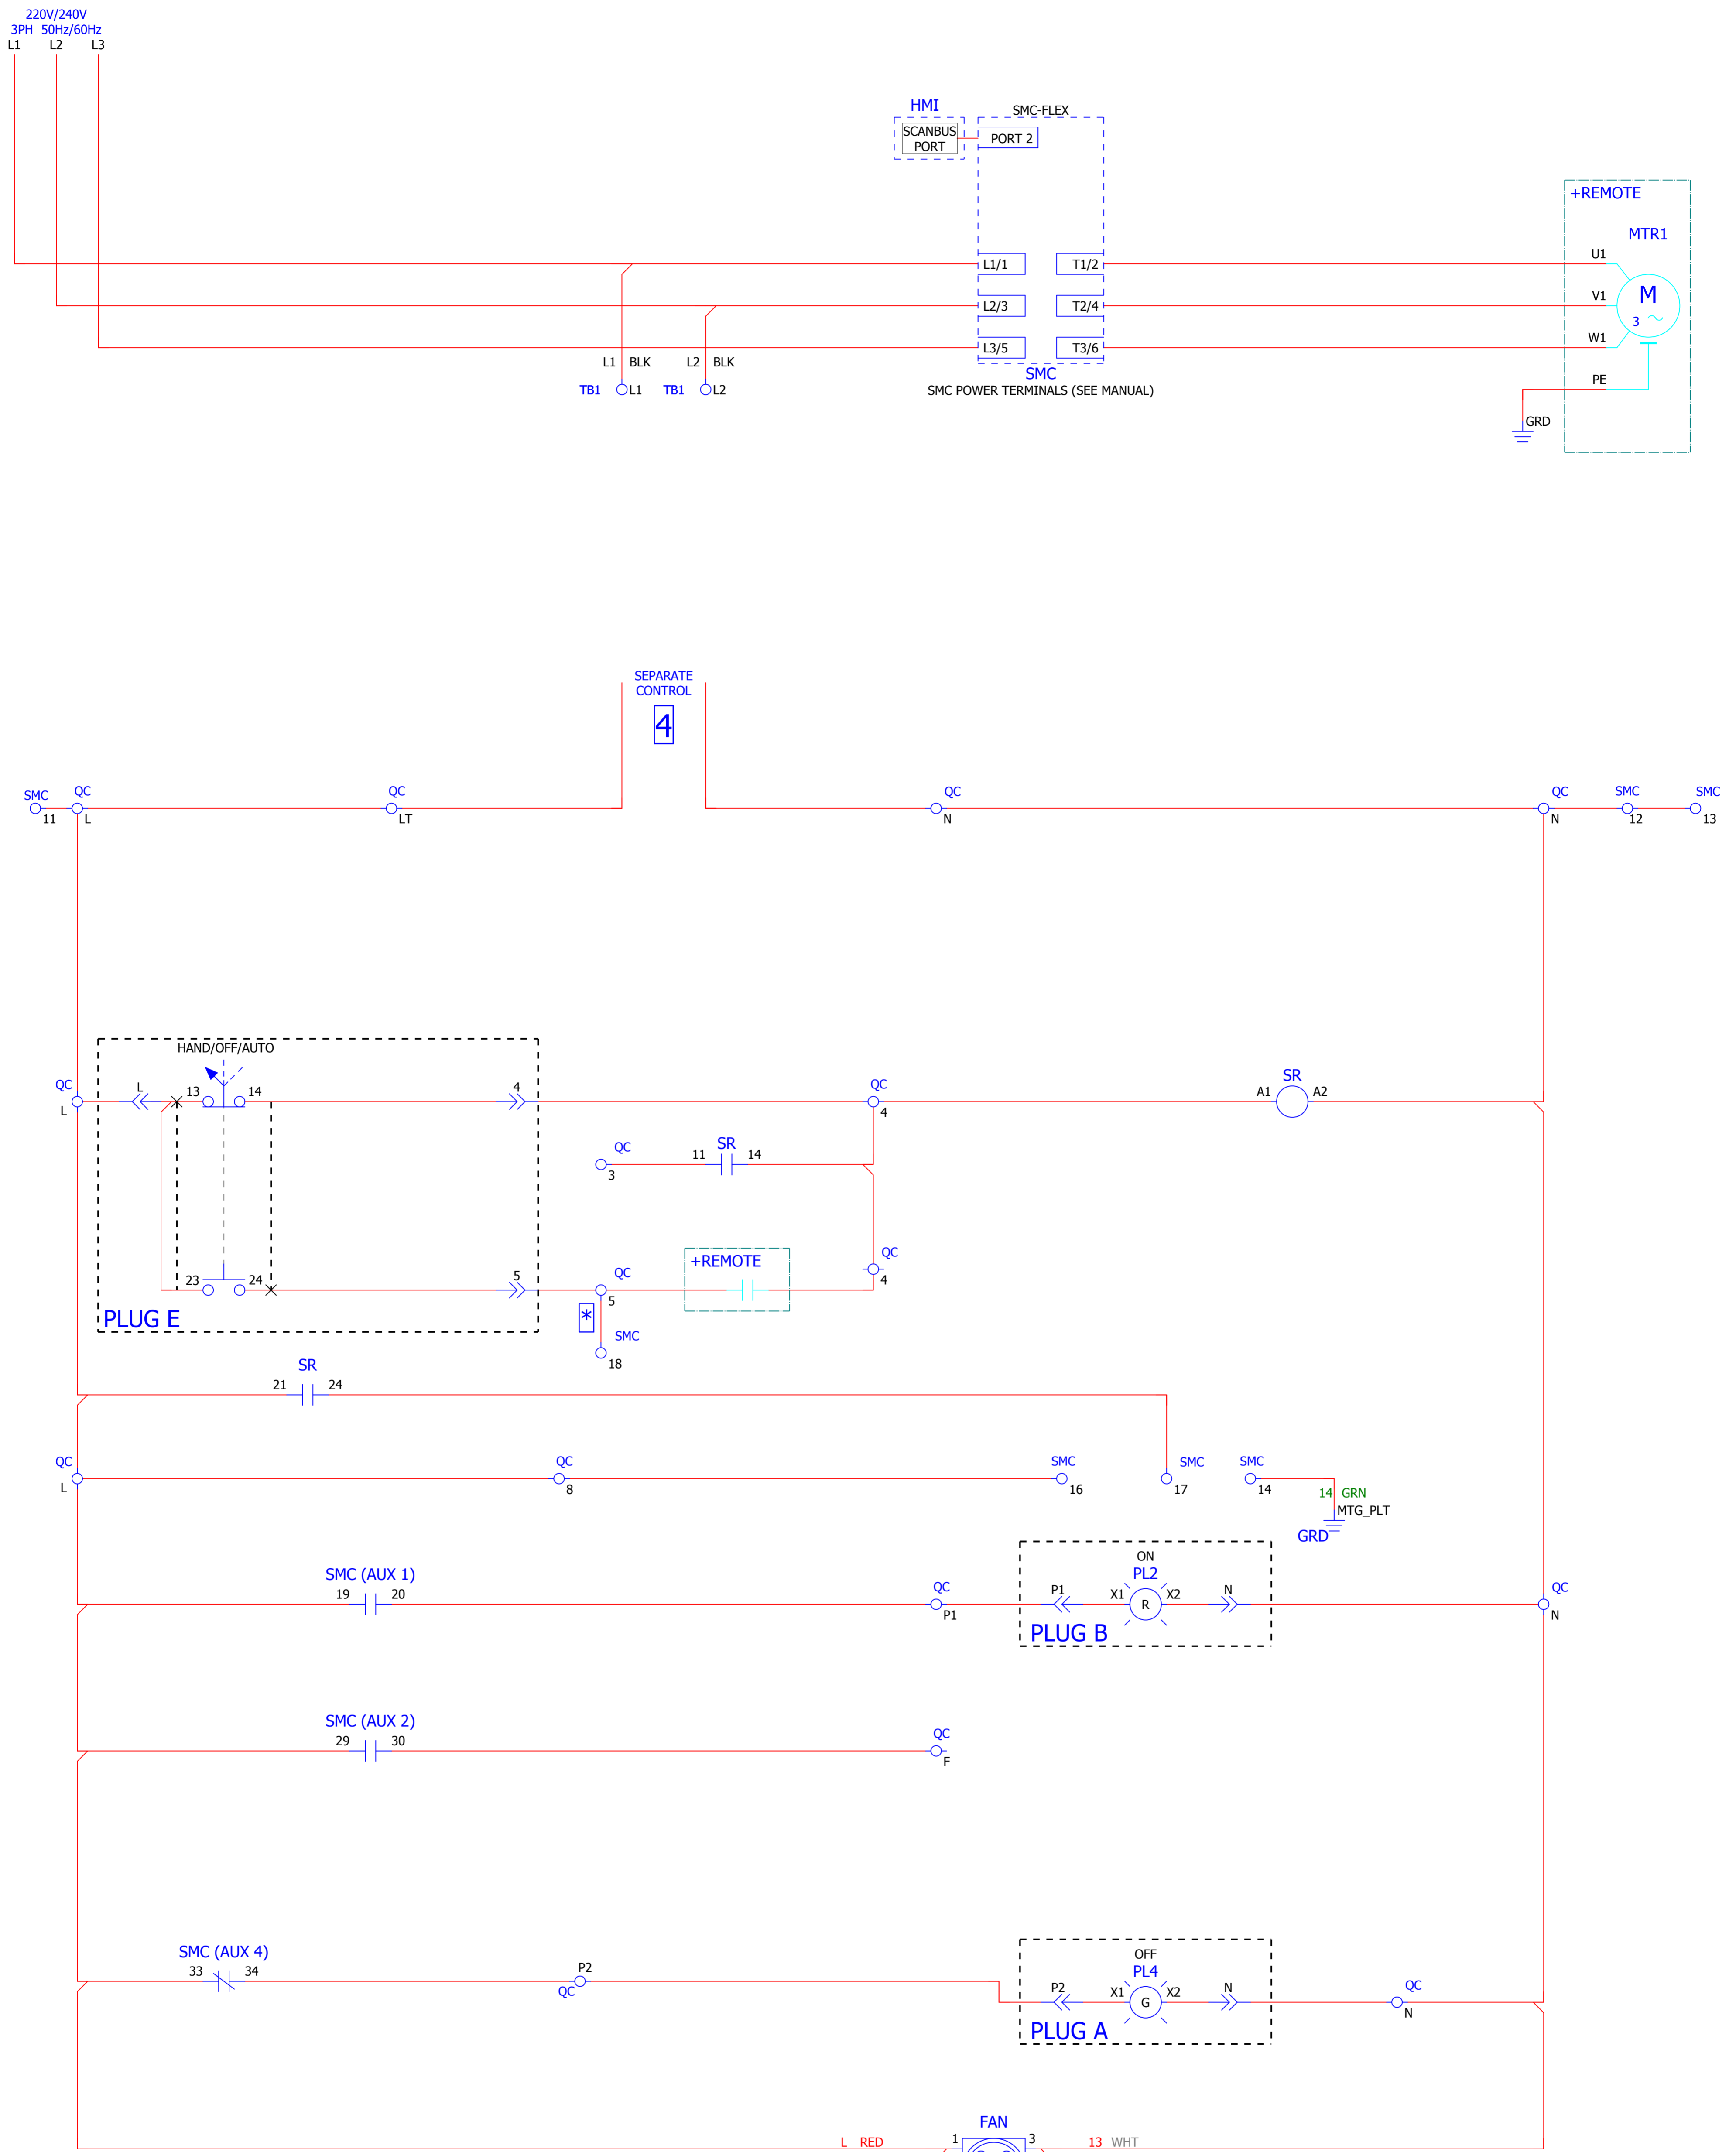 220V/240V
3PH 50Hz/60Hz
L1 L2 L3
HMI
SCANBUS
PORT
SMC-FLEX
PORT 2
+REMOTE
MTR1
L1/1 T1/2 U1
L2/3 T2/4 V1
M
3
L3/5 T3/6 W1
L1 BLK L2 BLK
TB1 L1 TB1 L2
SMC
SMC POWER TERMINALS (SEE MANUAL)
PE
GRD
SEPARATE
CONTROL
4
SMC QC QC QC QC SMC SMC
11 L LT N N 12 13
HAND/OFF/AUTO
QC L 13 14 4 QC SR
A1 A2
L 4
QC SR
11 14
3
QC
4
+REMOTE
23 24 5 QC
5
PLUG E
*
SMC
18
SR
21 24
QC QC SMC SMC SMC
L 8 16 17 14
14 GRN
MTG_PLT
GRD
ON
PL2
SMC (AUX 1)
19 20 QC P1 X1 R X2 N QC
P1 N
PLUG B
SMC (AUX 2)
29 30 QC
F
SMC (AUX 4)
33 34 P2
QC
OFF
PL4
P2 X1 G X2 N QC
N
PLUG A
FAN
L RED 1 3 13 WHT